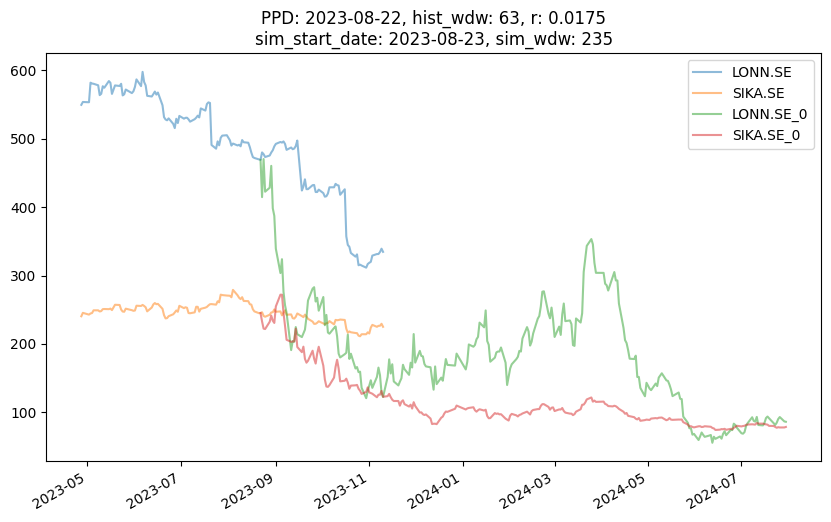 PPD: 2023-08-22, hist_wdw: 63, r: 0.0175
sim_start_date: 2023-08-23, sim_wdw: 235
LONN.SE
SIKA.SE
LONN.SE_0
SIKA.SE_0
600
500
400
300
200
100
2023-05
2023-07
2023-09
2023-11
2024-01
2024-03
2024-05
2024-07